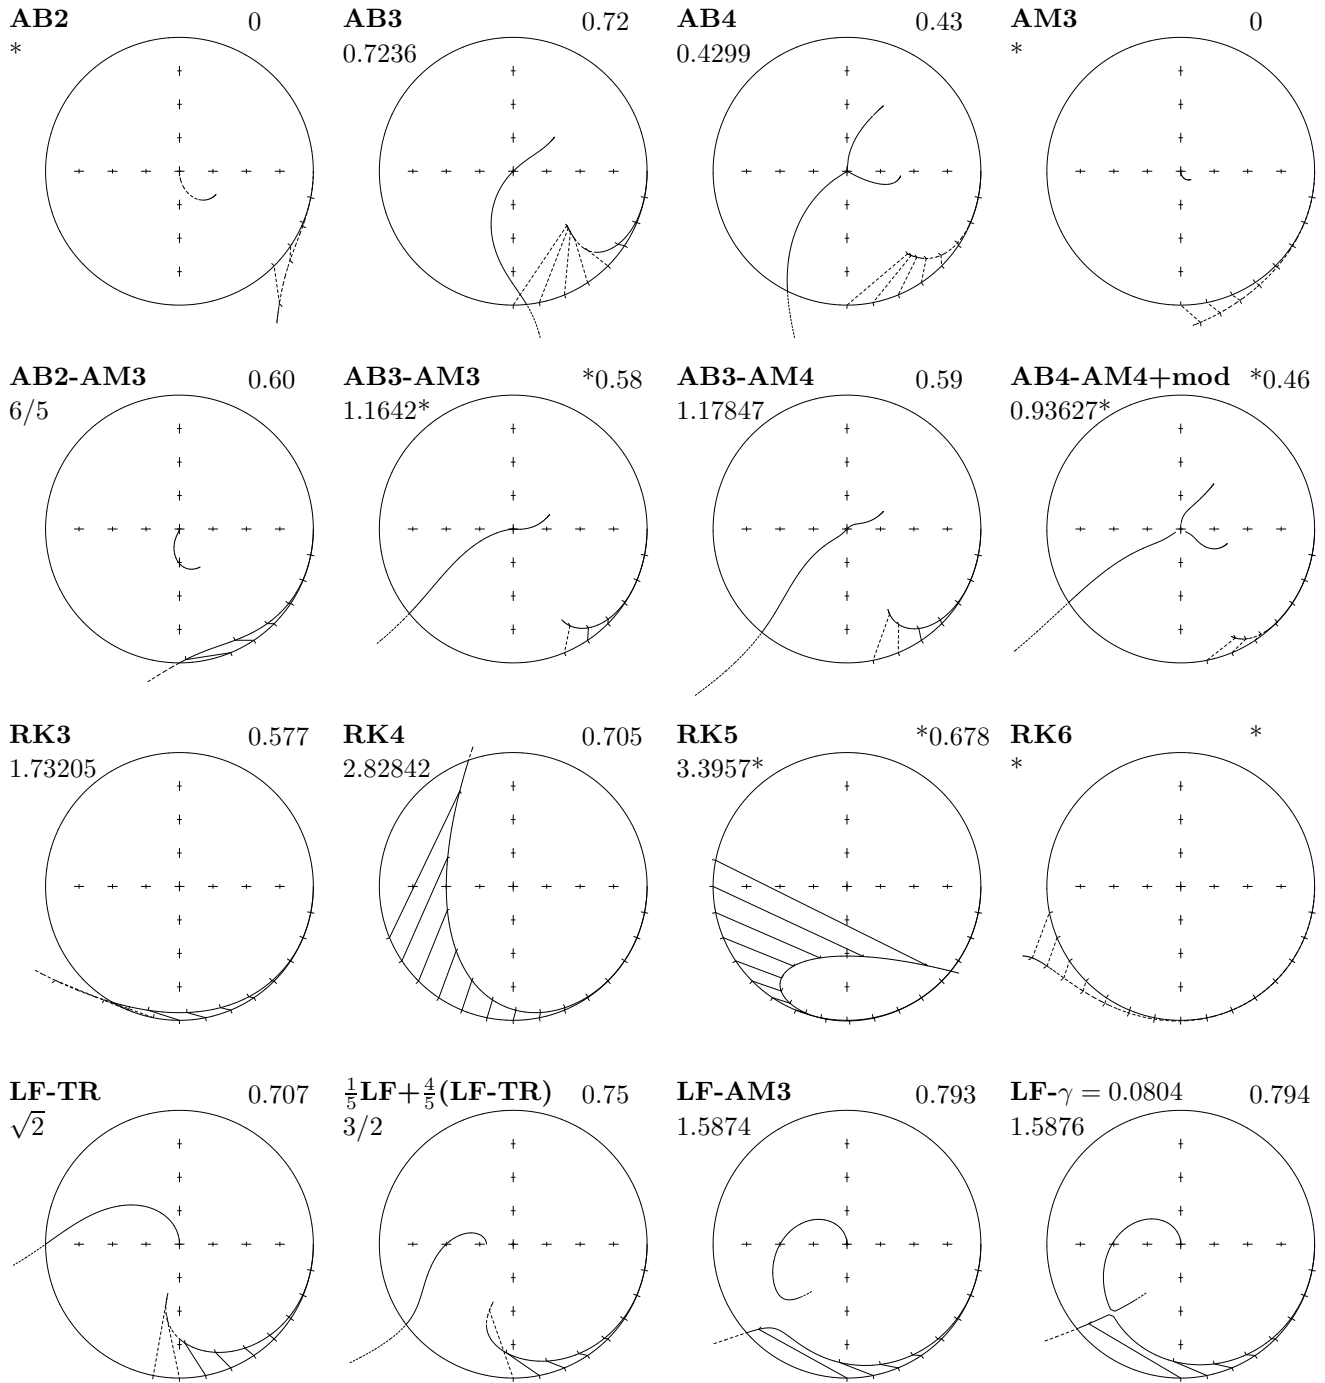 AB2 0
*
AB3 0.72
0.7236
AB4 0.43
0.4299
AM3 0
*
AB2-AM3 0.60
6/5
AB3-AM3 *0.58
1.1642*
AB3-AM4 0.59
1.17847
AB4-AM4+mod *0.46
0.93627*
RK3 0.577
1.73205
RK4 0.705
2.82842
RK5 *0.678
3.3957*
RK6 *
*
LF-TR 0.707
√2
1/5LF+4/5(LF-TR) 0.75
3/2
LF-AM3 0.793
1.5874
LF-γ = 0.0804 0.794
1.5876